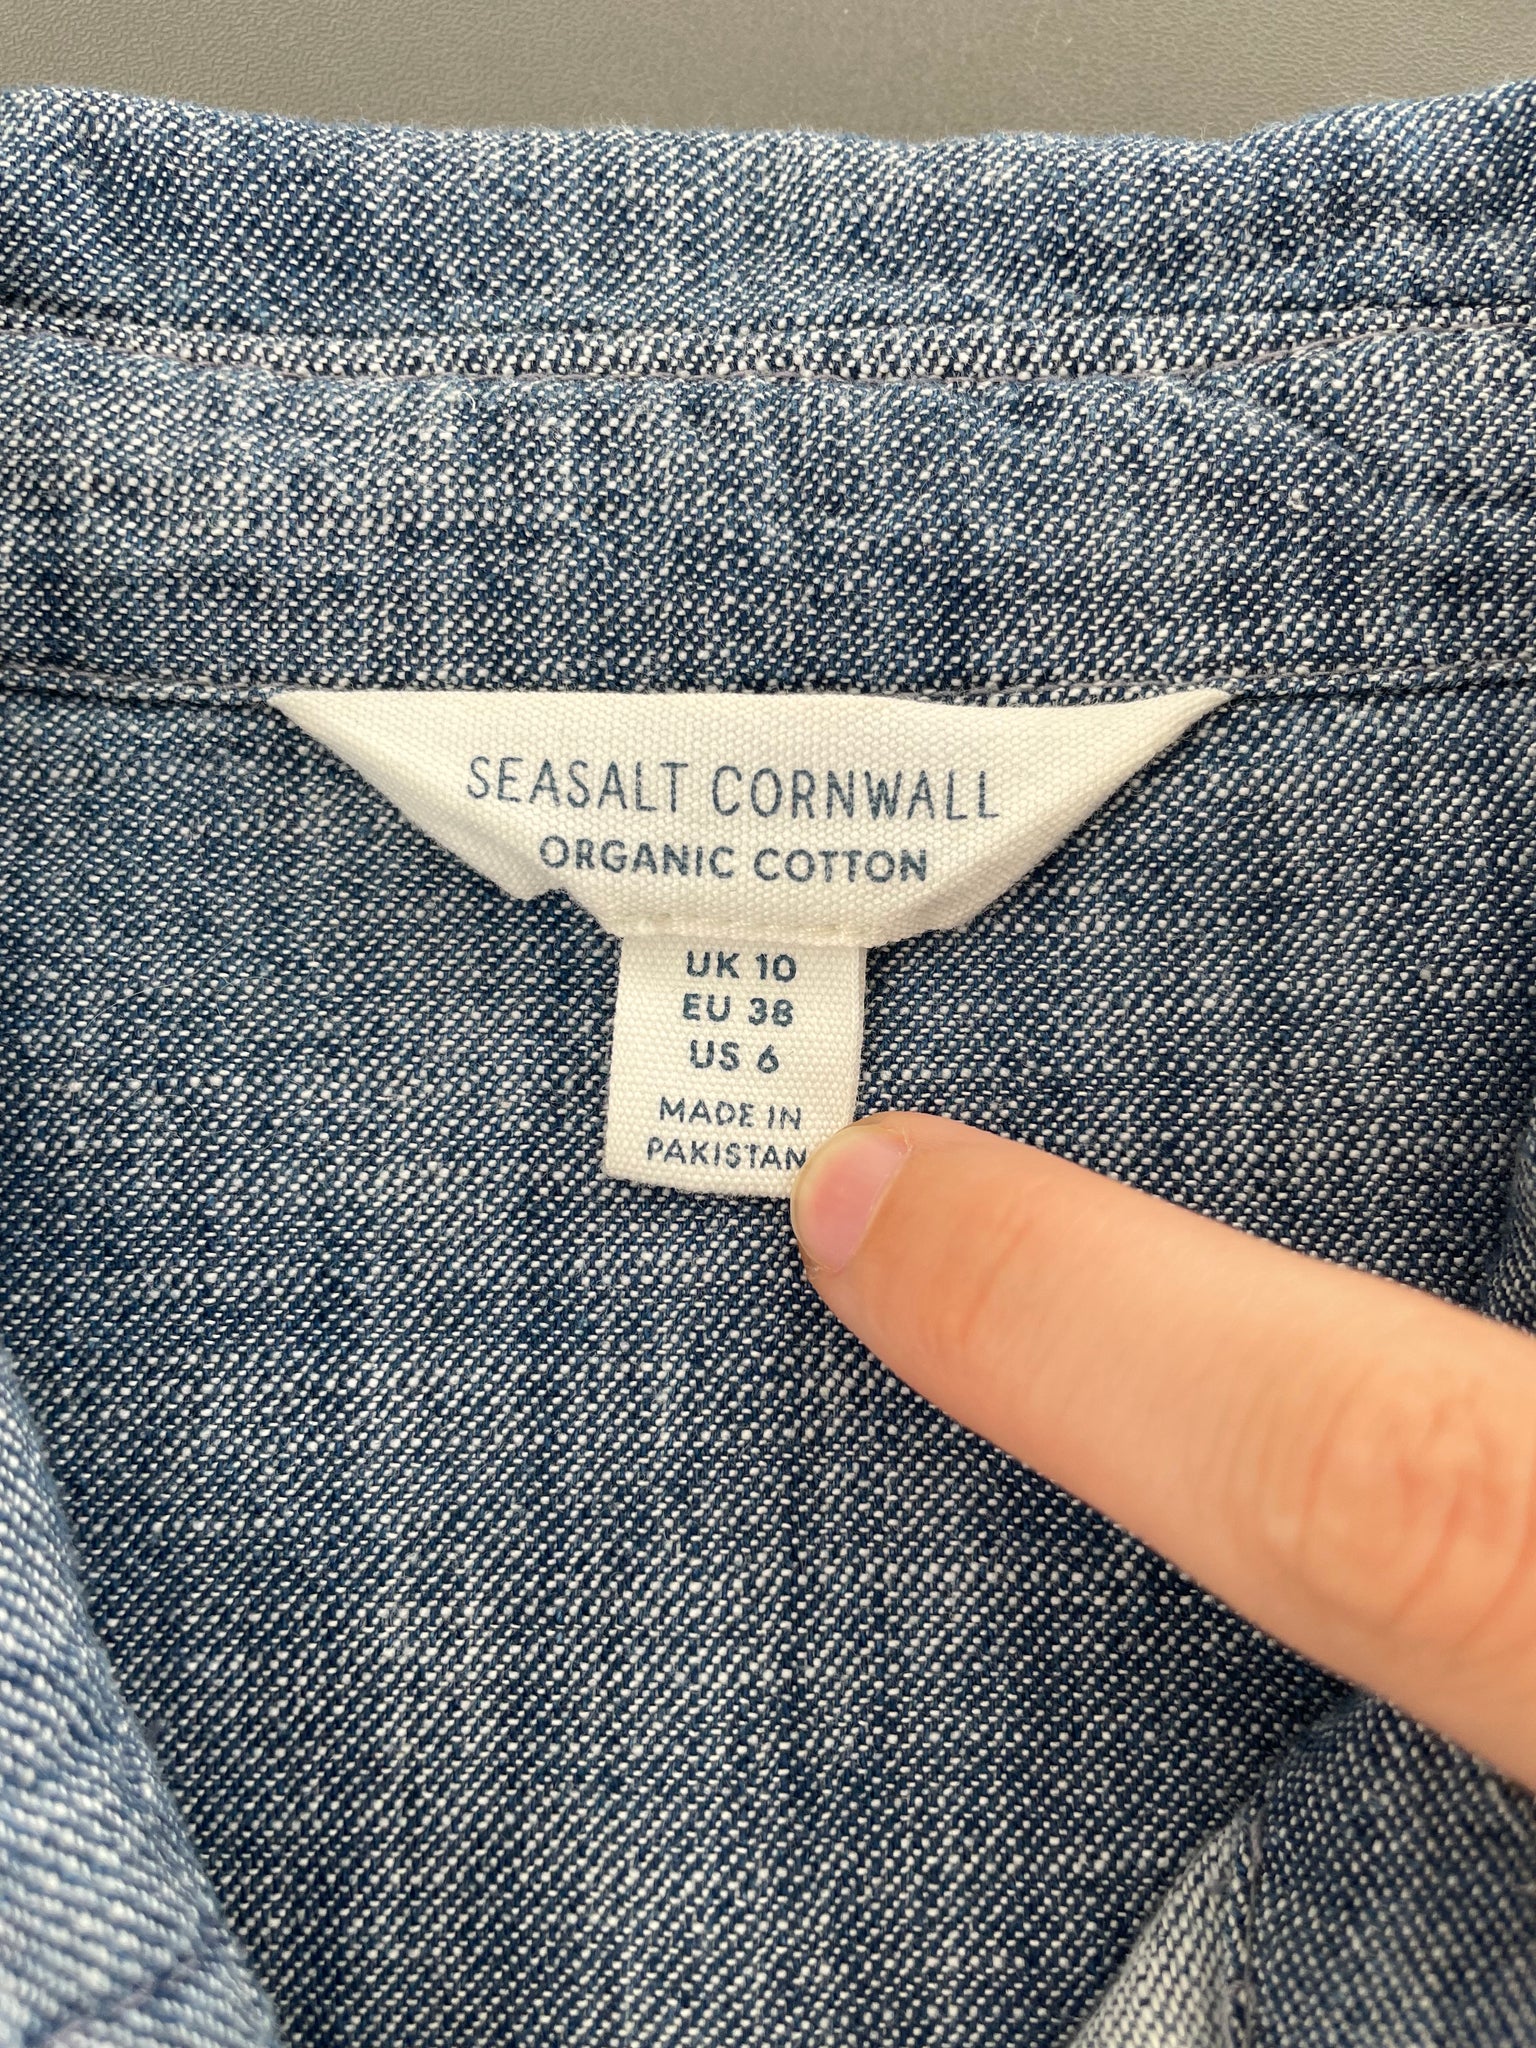 SEASALT CORNWALL
ORGANIC COTTON
UK 10
EU 38
US 6
MADE IN
PAKISTAN